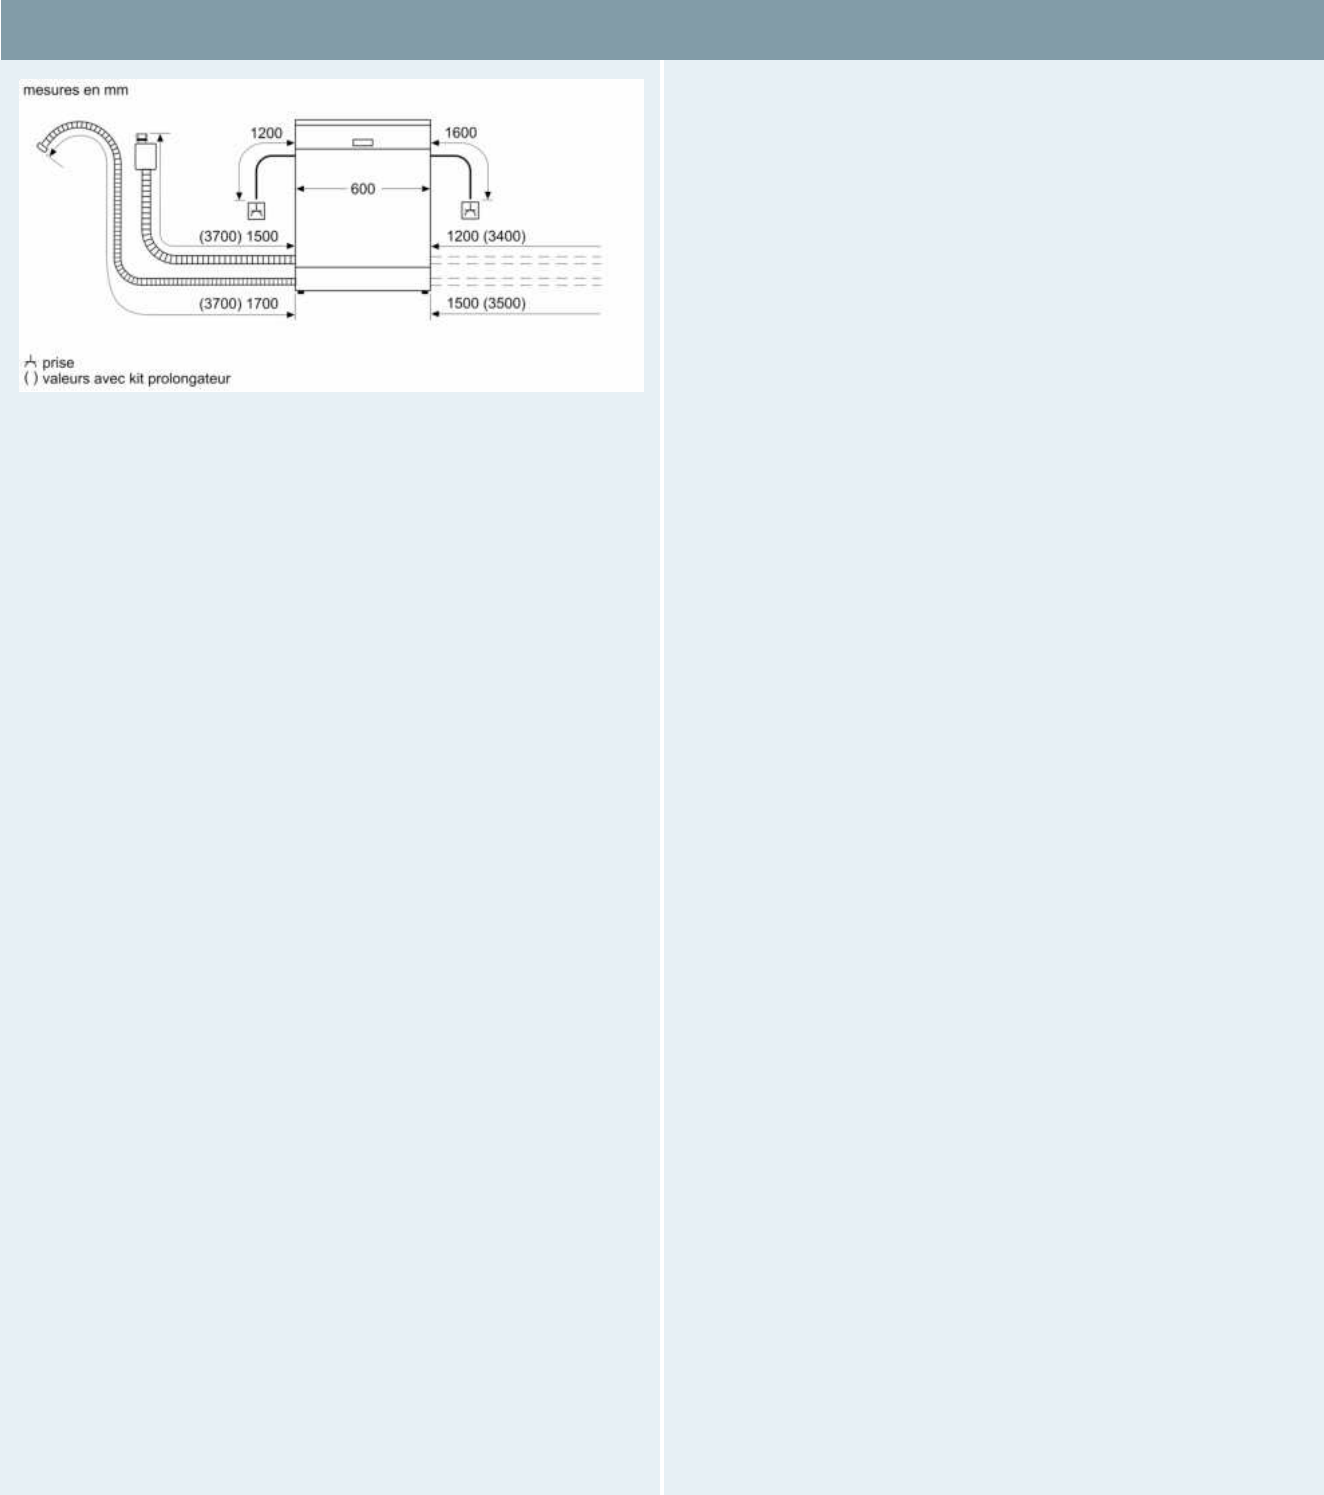 mesures en mm
1200
1600
600
(3700) 1500
1200 (3400)
(3700) 1700
1500 (3500)
prise
( ) valeurs avec kit prolongateur